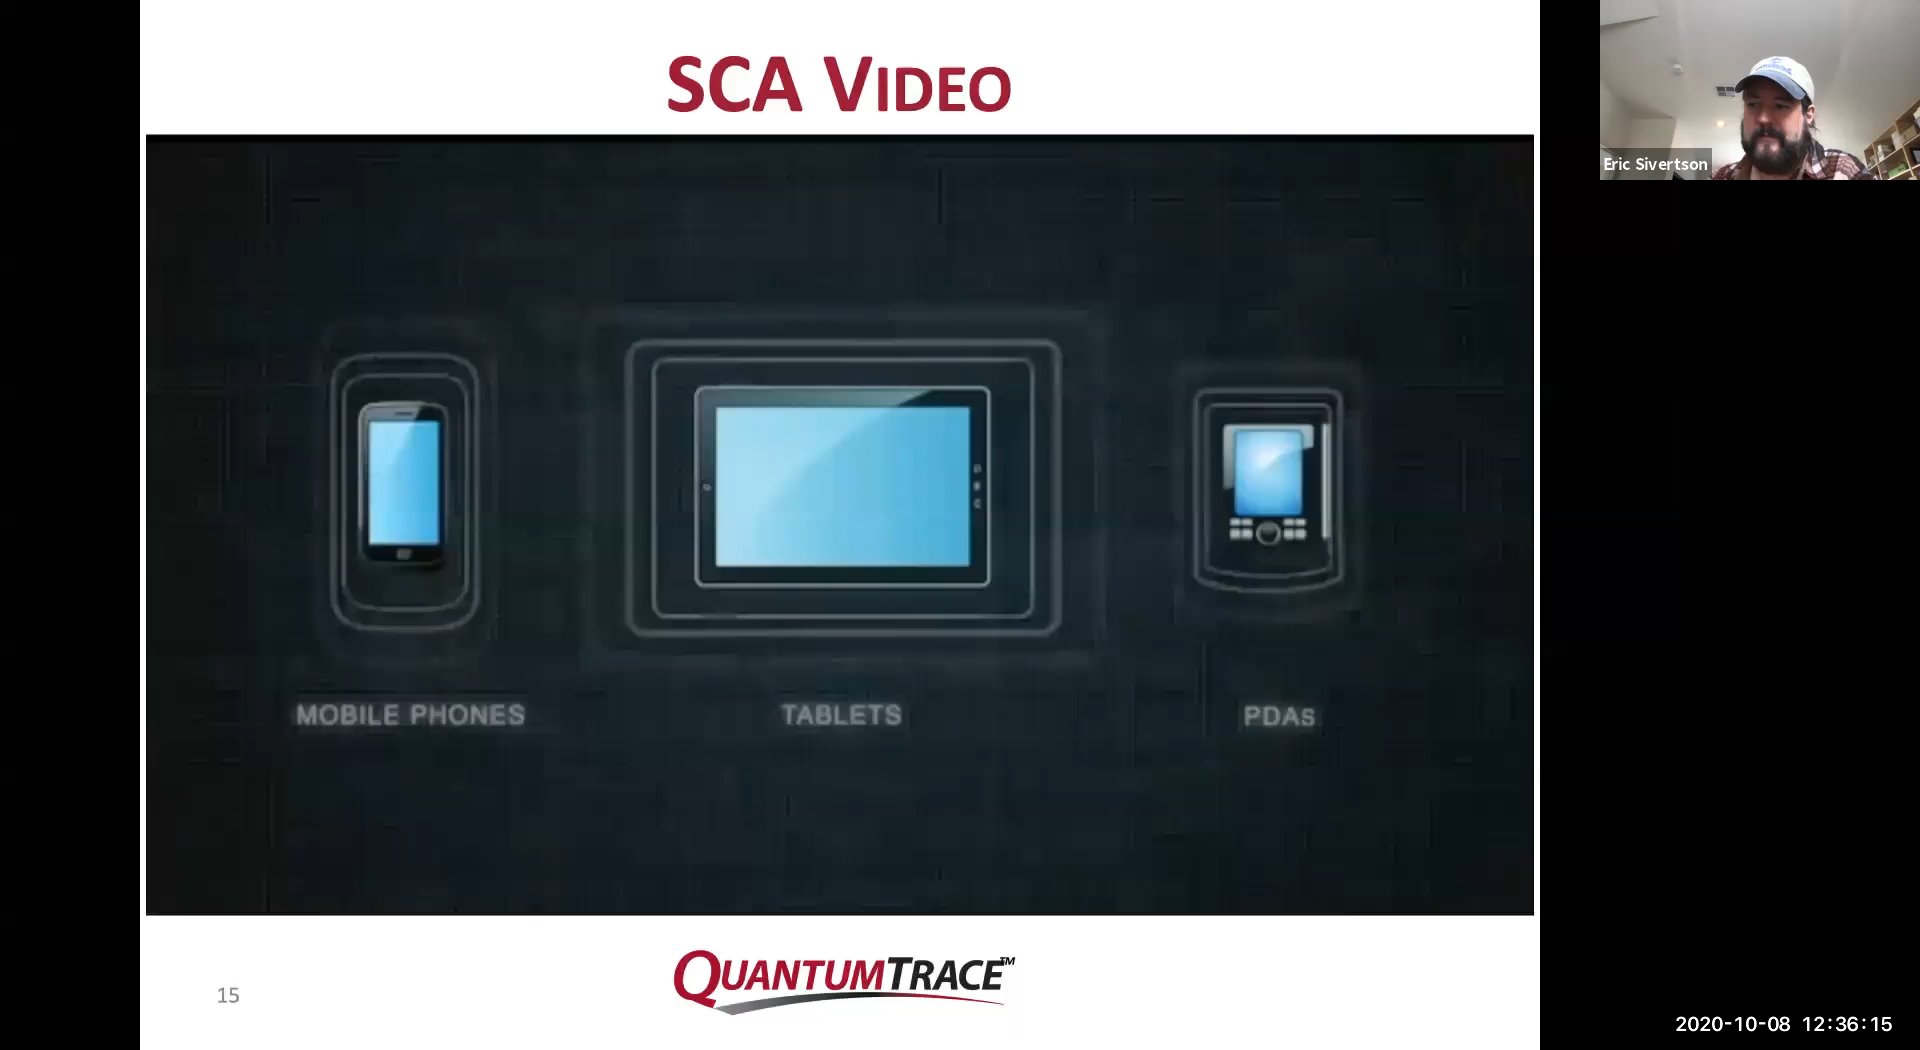 SCA VIDEO
Eric Sivertson
MOBILE PHONES
TABLETS
PDAs
15
QUANTUMTRACE™
2020-10-08 12:36:15